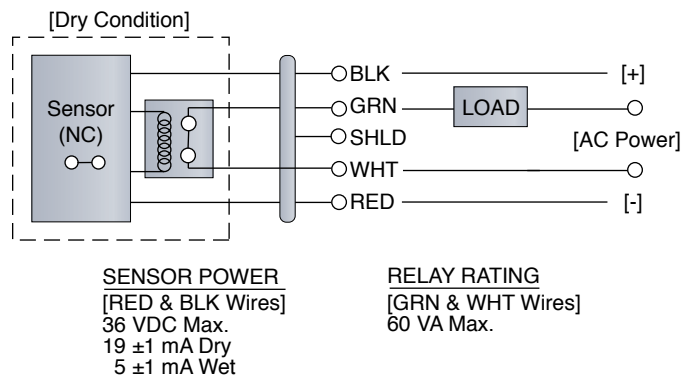 [Dry Condition]
Sensor
(NC)
BLK
[+]
GRN
LOAD
SHLD
[AC Power]
WHT
RED
[-]
SENSOR POWER
[RED & BLK Wires]
36 VDC Max.
19 ±1 mA Dry
5 ±1 mA Wet
RELAY RATING
[GRN & WHT Wires]
60 VA Max.